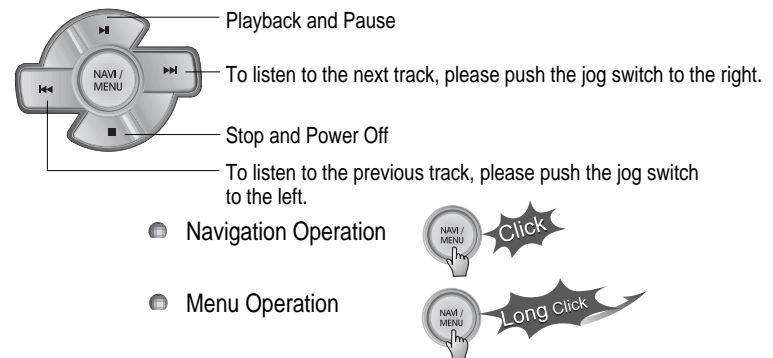 Playback and Pause
NAVI /
MENU
To listen to the next track, please push the jog switch to the right.
Stop and Power Off
To listen to the previous track, please push the jog switch
to the left.
Navigation Operation
NAVI /
MENU
Click
Menu Operation
NAVI /
MENU
Long Click